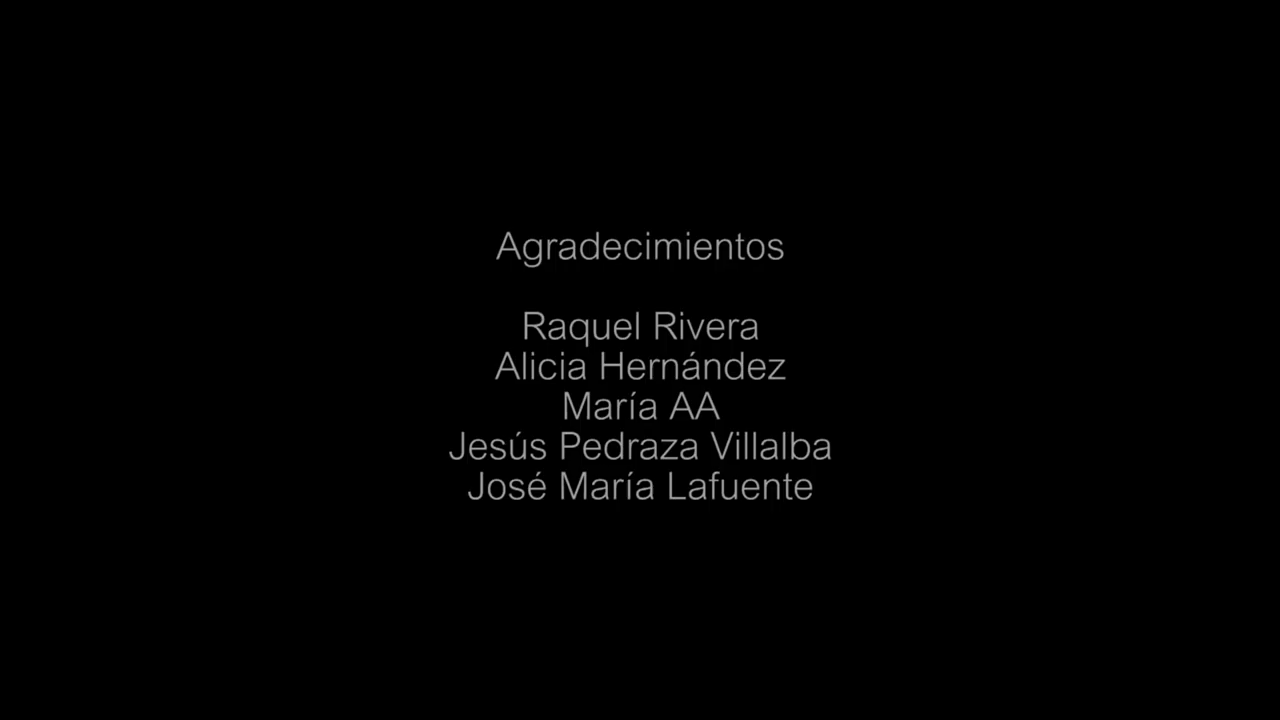 Agradecimientos
Raquel Rivera
Alicia Hernández
María AA
Jesús Pedraza Villalba
José María Lafuente